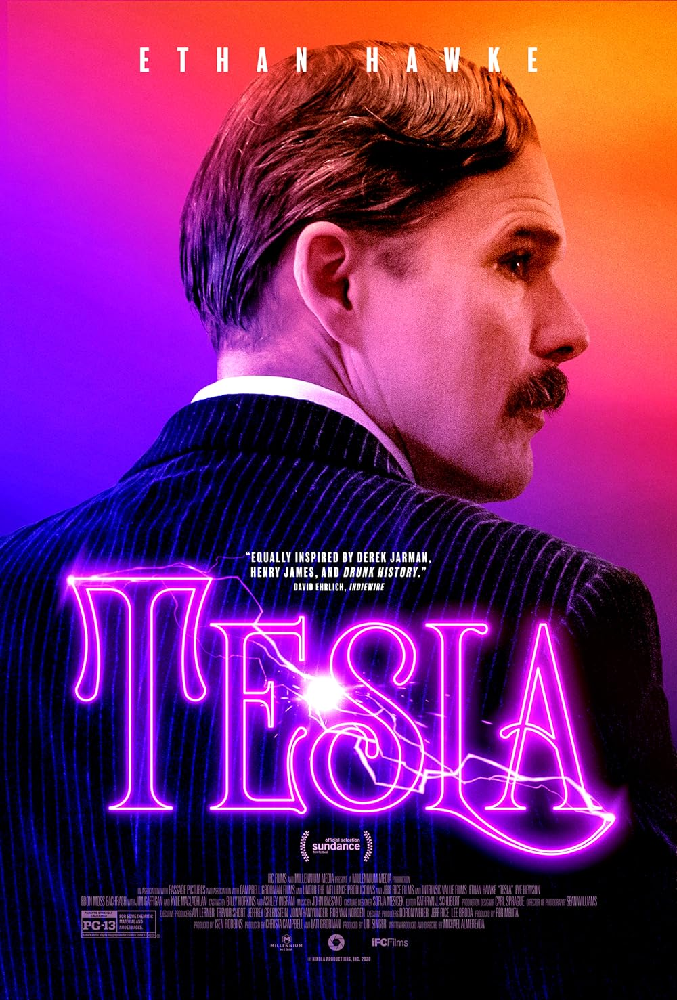 ETHAN HAWKE
“EQUALLY INSPIRED BY DEREK JARMAN,
HENRY JAMES, AND DRUNK HISTORY.”
DAVID EHRLICH, INDIEWIRE
TESLA
official selection
sundance
filmfestival
IFC FILMS AND MILLENNIUM MEDIA PRESENT A MILLENNIUM MEDIA PRODUCTION
IN ASSOCIATION WITH PASSAGE PICTURES AND ASSOCIATION WITH CAMPBELL GROBMAN FILMS AND UNDER THE INFLUENCE PRODUCTIONS AND JEFF RICE FILMS AND INTRINSIC VALUE FILMS ETHAN HAWKE "TESLA" EVE HEWSON
EBON MOSS BACHRACH WITH JIM GAFFIGAN AND KYLE MACLACHLAN CASTING BY BILLY HOPKINS AND ASHLEY INGRAM MUSIC BY JOHN PAESANO COSTUME DESIGNER SOFIJA MESICEK EDITOR KATHRYN J. SCHUBERT PRODUCTION DESIGNER CARL SPRAGUE DIRECTOR OF PHOTOGRAPHY SEAN WILLIAMS
EXECUTIVE PRODUCERS AVI LERNER TREVOR SHORT JEFFREY GREENSTEIN JONATHAN YUNGER ROB VAN NORDEN EXECUTIVE PRODUCERS DORON WEBER JEFF RICE LEE BRODA PRODUCED BY PER MELITA
PRODUCED BY ISEN ROBBINS PRODUCED BY CHRISTA CAMPBELL AND LATI GROBMAN PRODUCED BY URI SINGER WRITTEN PRODUCED AND DIRECTED BY MICHAEL ALMEREYDA
PARENTS STRONGLY CAUTIONED
PG-13
FOR SOME THEMATIC
MATERIAL AND
NUDE IMAGES.
Some Material May Be Inappropriate for Children Under 13
MILLENNIUM
MEDIA
IFC Films
© NIKOLA PRODUCTIONS, INC. 2020